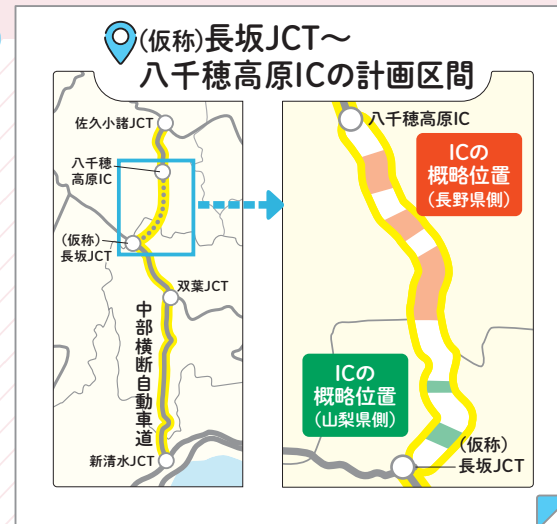 (仮称)長坂JCT～
八千穂高原ICの計画区間
佐久小諸JCT
八千穂
高原IC
(仮称)
長坂JCT
双葉JCT
中部横断自動車道
新清水JCT
八千穂高原IC
ICの
概略位置
(長野県側)
ICの
概略位置
(山梨県側)
(仮称)
長坂JCT